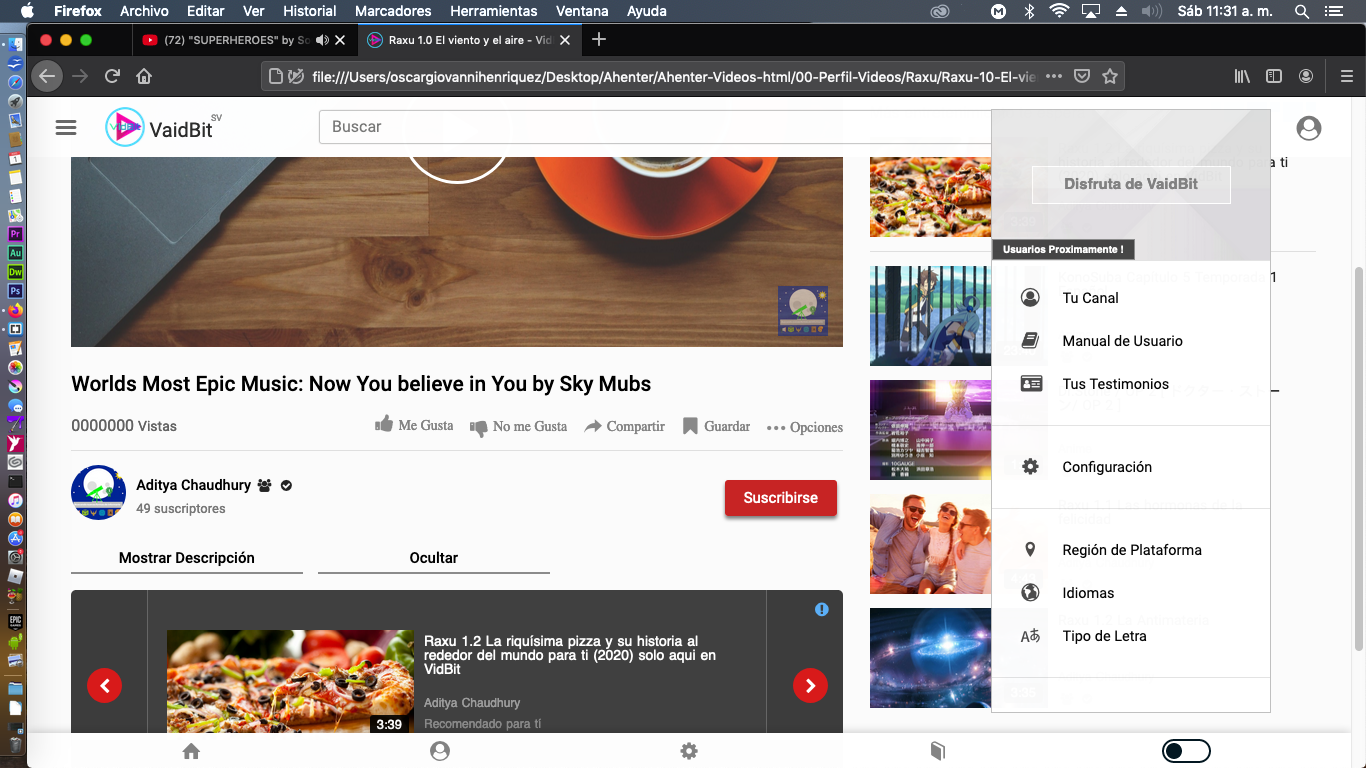 Firefox Archivo Editar Ver Historial Marcadores Herramientas Ventana Ayuda Sáb 11:31 a. m.
(72) "SUPERHEROES" by So
Raxu 1.0 El viento y el aire - Vid
file:///Users/oscargiovannihenriquez/Desktop/Ahenter/Ahenter-Videos-html/00-Perfil-Videos/Raxu/Raxu-10-El-vie
VaidBit SV
Buscar
Disfruta de VaidBit
Usuarios Proximamente !
Tu Canal
Manual de Usuario
Tus Testimonios
Configuración
Región de Plataforma
Idiomas
Tipo de Letra
Worlds Most Epic Music: Now You believe in You by Sky Mubs
0000000 Vistas
Me Gusta No me Gusta Compartir Guardar Opciones
Aditya Chaudhury
49 suscriptores
Suscribirse
Mostrar Descripción Ocultar
Raxu 1.2 La riquísima pizza y su historia al
rededor del mundo para ti (2020) solo aqui en
VidBit
Aditya Chaudhury
Recomendado para tí
3:39